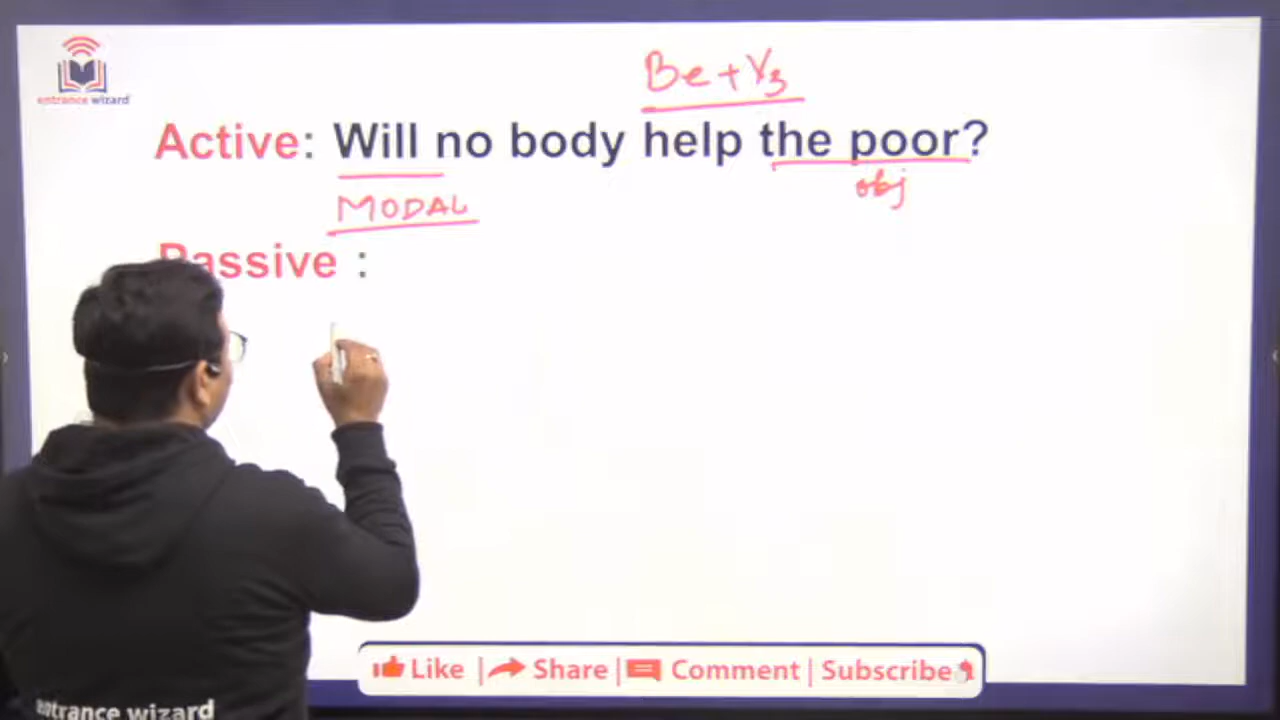 entrance wizard
Be+V3
Active: Will no body help the poor?
obj
MODAL
Passive :
Like | Share | Comment | Subscribe
entrance wizard